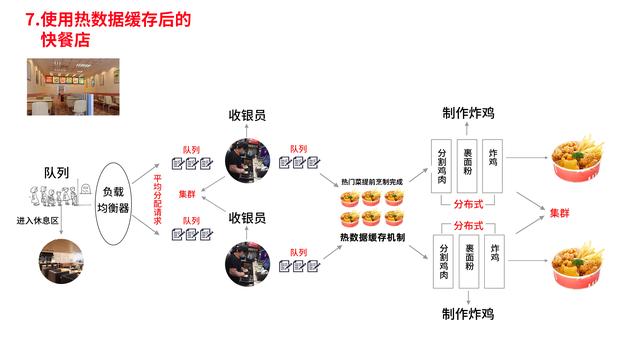 7.使用热数据缓存后的
快餐店
队列
进入休息区
负载
均衡器
平均分配请求
队列
队列
集群
收银员
收银员
队列
队列
热门菜提前烹制完成
热数据缓存机制
制作炸鸡
分割鸡肉
裹面粉
炸鸡
分布式
分布式
分割鸡肉
裹面粉
炸鸡
制作炸鸡
集群